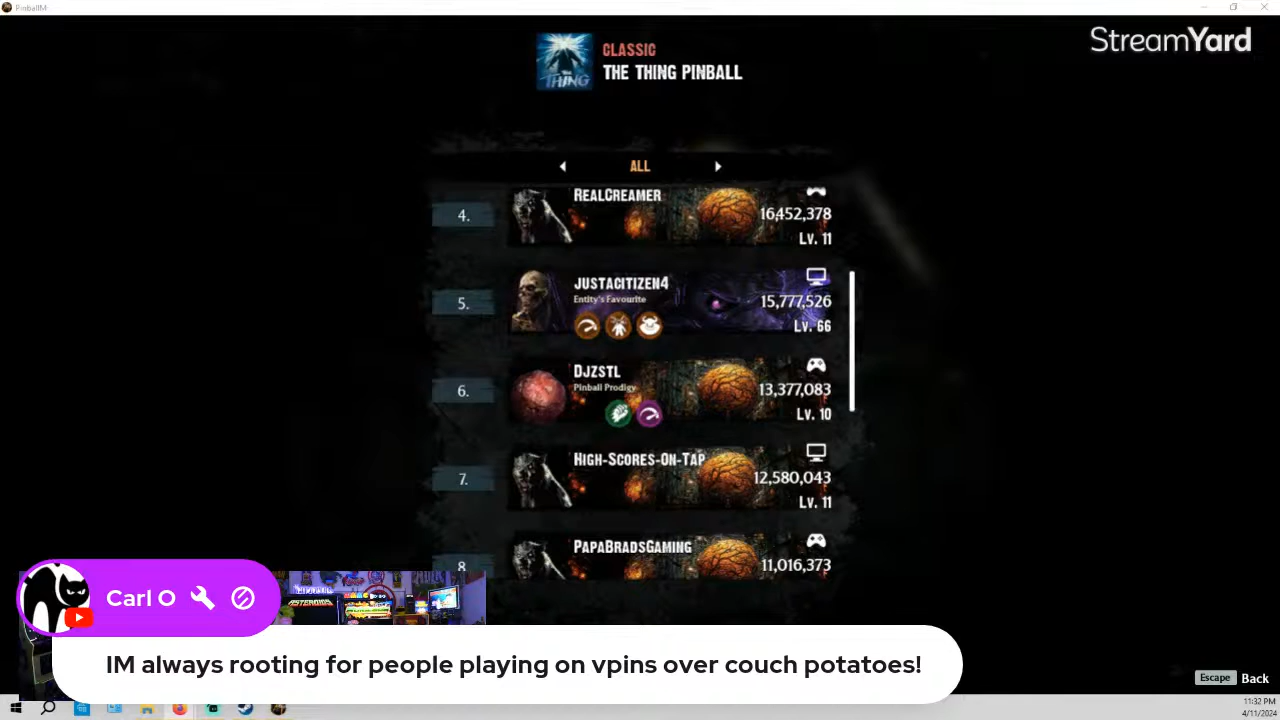 PinballM
StreamYard
CLASSIC
THE THING PINBALL
THE THING
ALL
4.
REALCREAMER
16,452,378
Lv. 11
5.
JUSTACITIZEN4
Entity's Favourite
15,777,526
Lv. 66
6.
DJZSTL
Pinball Prodigy
13,377,083
Lv. 10
7.
HIGH-SCORES-ON-TAP
12,580,043
Lv. 11
8
PAPABRADSGAMING
11,016,373
Carl O
ASTEROIDS
IM always rooting for people playing on vpins over couch potatoes!
Escape Back
11:32 PM
4/11/2024